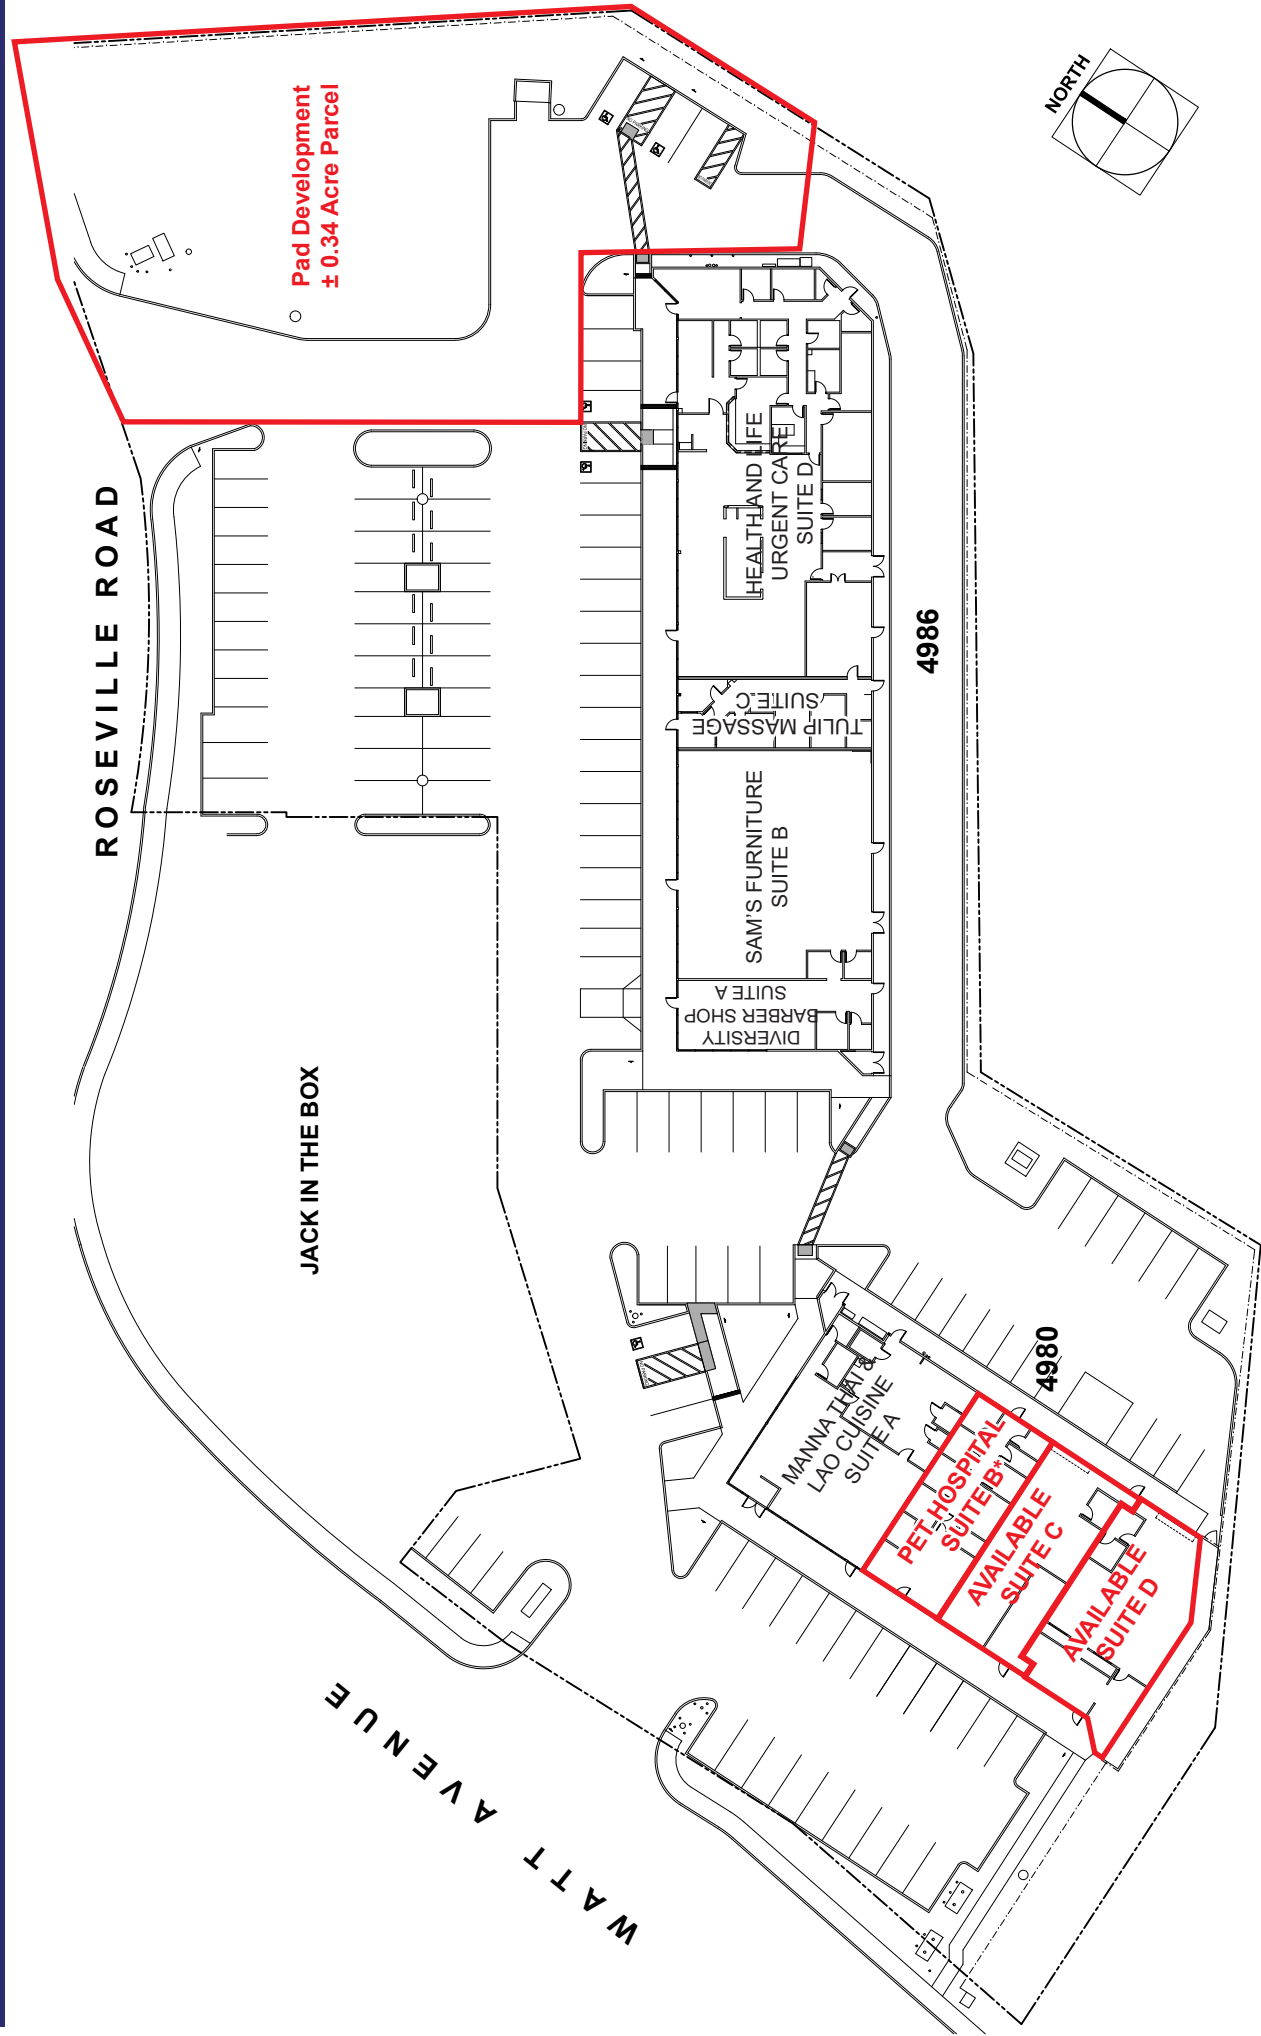 NORTH
Pad Development
± 0.34 Acre Parcel
ROSEVILLE ROAD
HEALTH AND LIFE
URGENT CARE
SUITE D
4986
TULIP MASSAGE
SUITE C
SAM'S FURNITURE
SUITE B
DIVERSITY
BARBER SHOP
SUITE A
JACK IN THE BOX
4980
MANNA THAI &
LAO CUISINE
SUITE A
PET HOSPITAL
SUITE B*
AVAILABLE
SUITE C
AVAILABLE
SUITE D
WATT AVENUE